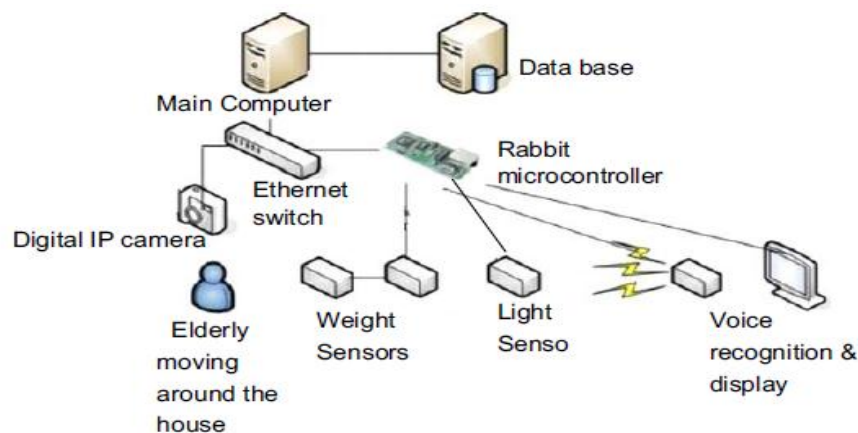 Data base
Main Computer
Rabbit
microcontroller
Ethernet
switch
Digital IP camera
Elderly
moving
around the
house
Weight
Sensors
Light
Senso
Voice
recognition &
display